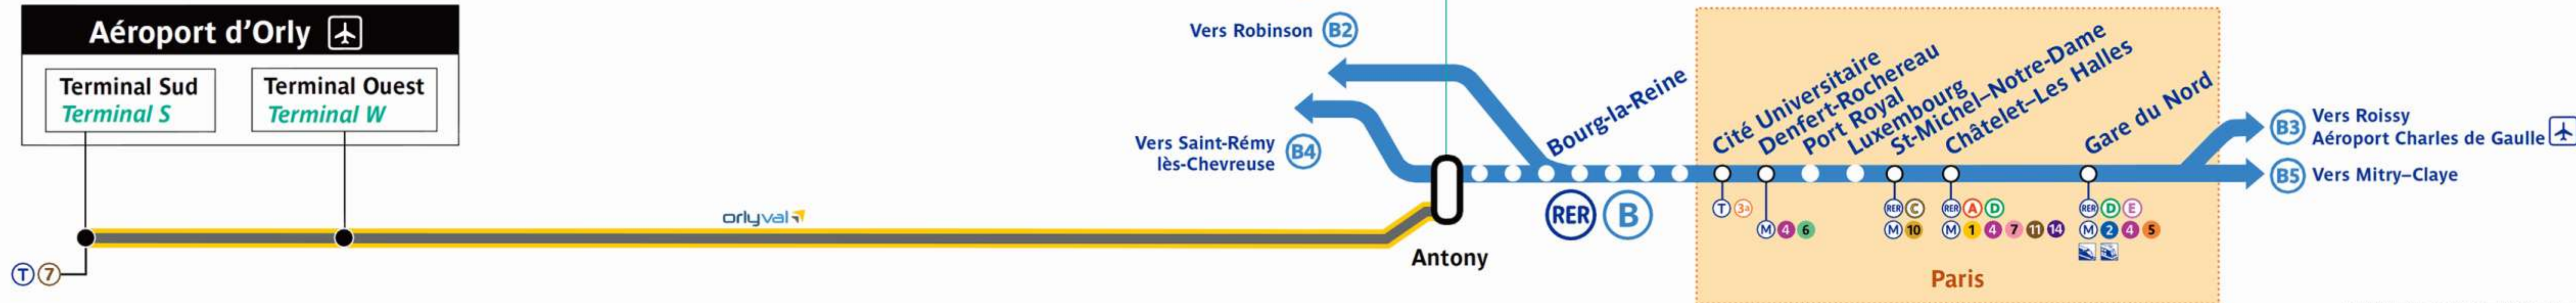 Aéroport d'Orly
Terminal Sud
Terminal S
Terminal Ouest
Terminal W
T 7
orlyval
Antony
Vers Robinson B2
Vers Saint-Rémy
lès-Chevreuse B4
RER B
Bourg-la-Reine
Cité Universitaire
T 3a
Denfert-Rochereau
M 4 6
Port Royal
Luxembourg
St-Michel–Notre-Dame
RER C
M 10
Châtelet–Les Halles
RER A D
M 1 4 7 11 14
Gare du Nord
RER D E
M 2 4 5
Paris
B3 Vers Roissy
Aéroport Charles de Gaulle
B5 Vers Mitry–Claye